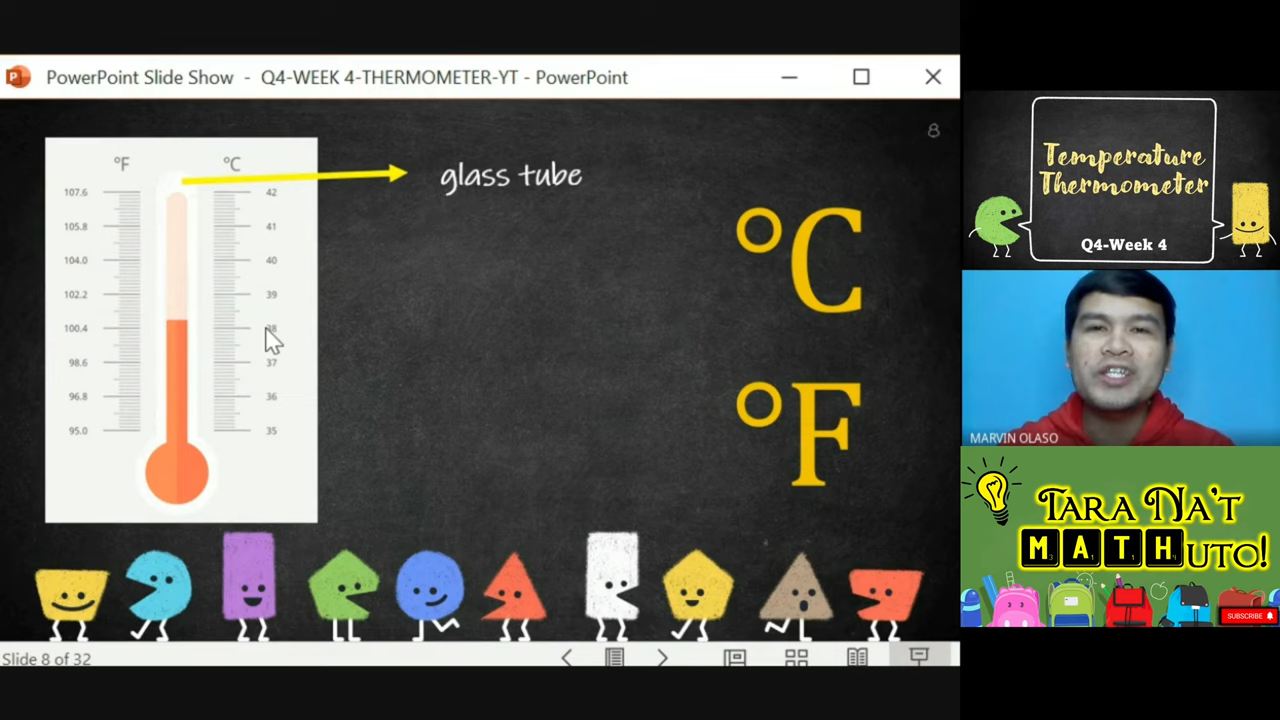 PowerPoint Slide Show - Q4-WEEK 4-THERMOMETER-YT - PowerPoint
8
°F °C
107.6 42
105.8 41
104.0 40
102.2 39
100.4 38
98.6 37
96.8 36
95.0 35
glass tube
°C
°F
Slide 8 of 32
Temperature
Thermometer
Q4-Week 4
MARVIN OLASO
TARA NA'T
MATHUTO!
SUBSCRIBE